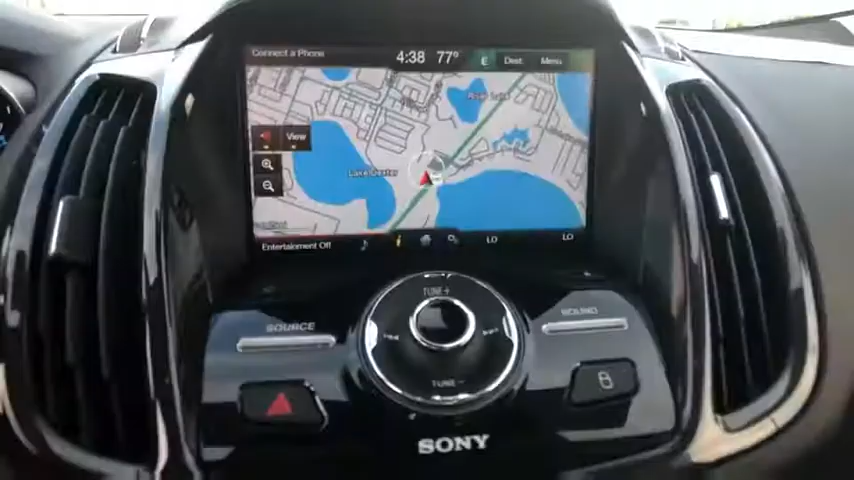 Connect a Phone
4:38 77° E Dest Menu
View
Lake Dexter
Entertainment Off
LO LO
TUNE+
SOURCE
SOUND
TUNE-
SONY